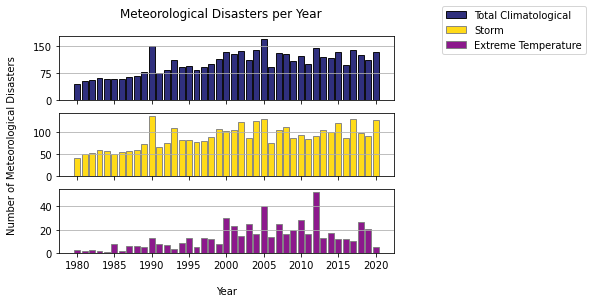 Meteorological Disasters per Year
Total Climatological
Storm
Extreme Temperature
Number of Meteorological Disasters
150
75
0
100
50
0
40
20
0
1980 1985 1990 1995 2000 2005 2010 2015 2020
Year